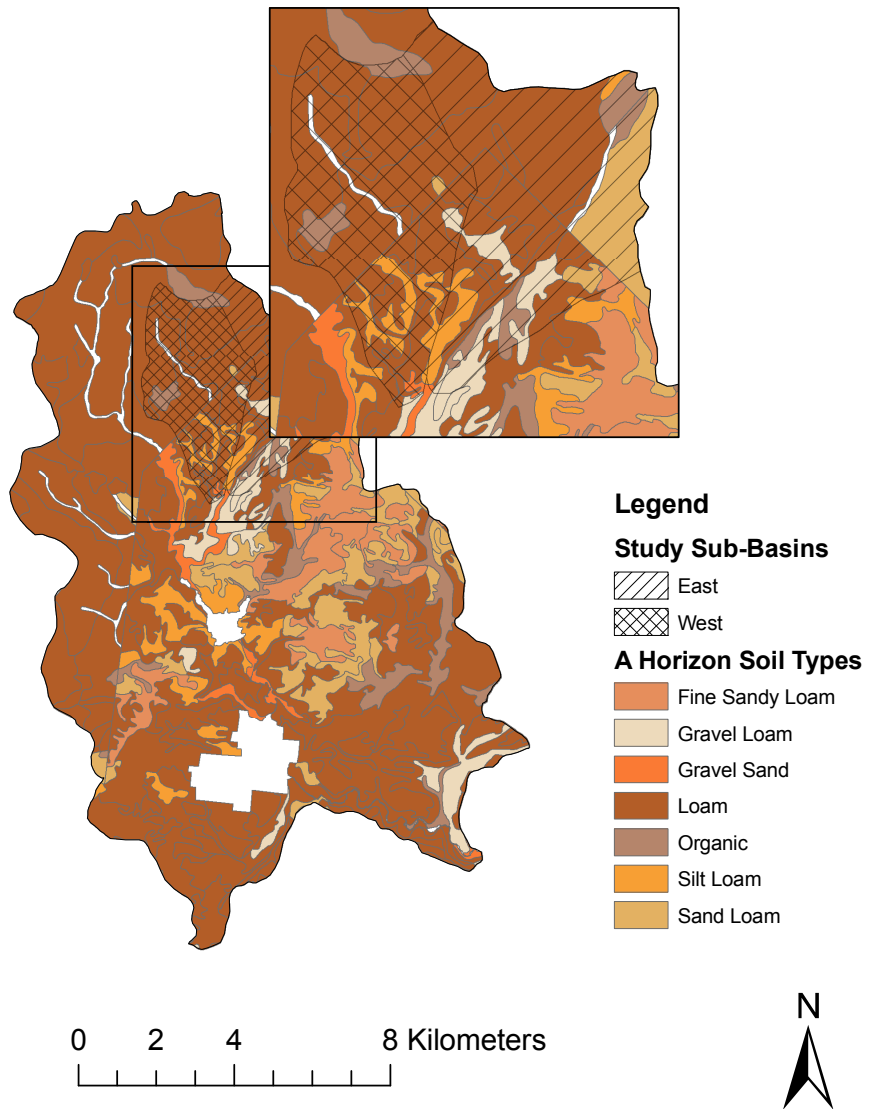 Legend
Study Sub-Basins
East
West
A Horizon Soil Types
Fine Sandy Loam
Gravel Loam
Gravel Sand
Loam
Organic
Silt Loam
Sand Loam
0 2 4 8 Kilometers
N